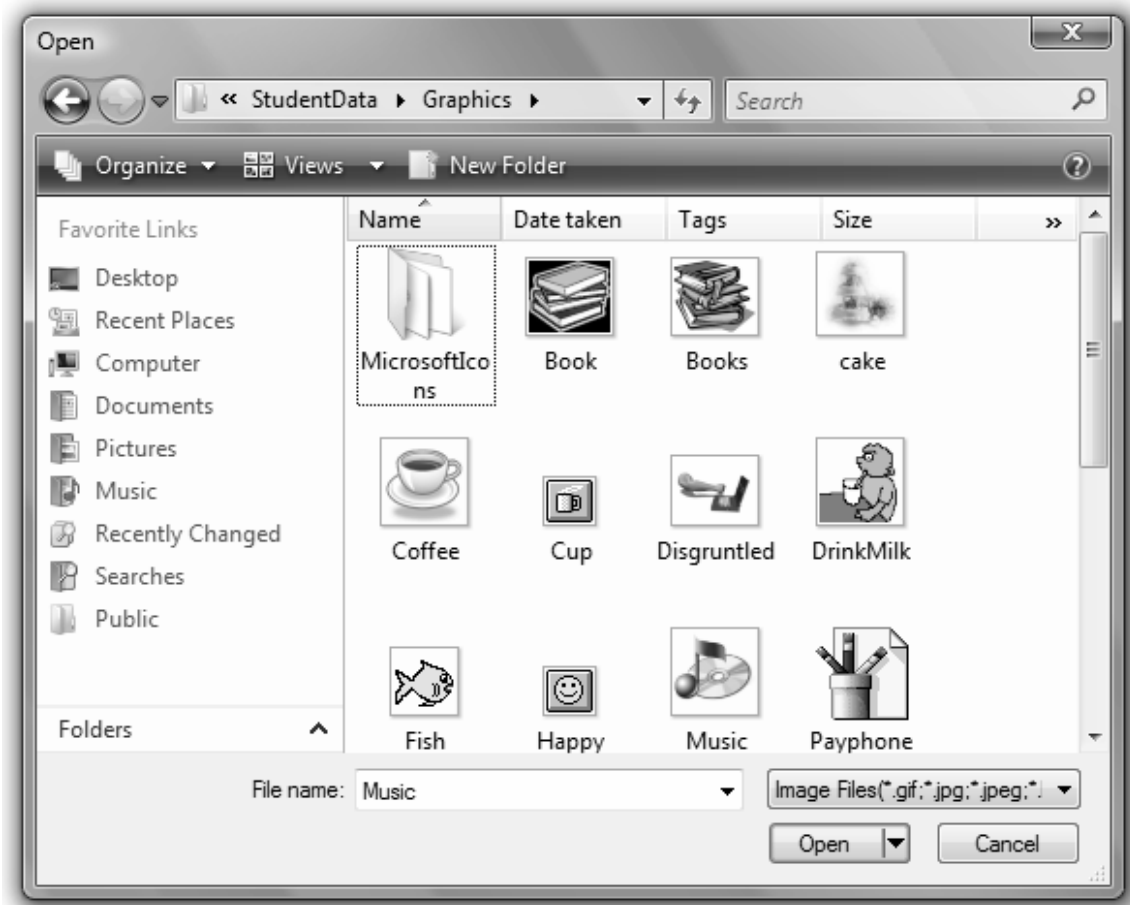 Open
« StudentData Graphics
Search
Organize Views New Folder
Favorite Links
Desktop
Recent Places
Computer
Documents
Pictures
Music
Recently Changed
Searches
Public
Folders
Name Date taken Tags Size »
MicrosoftIco
ns
Book Books cake
Coffee Cup Disgruntled DrinkMilk
Fish Happy Music Payphone
File name: Music Image Files(*.gif;*.jpg;*.jpeg;*.
Open Cancel